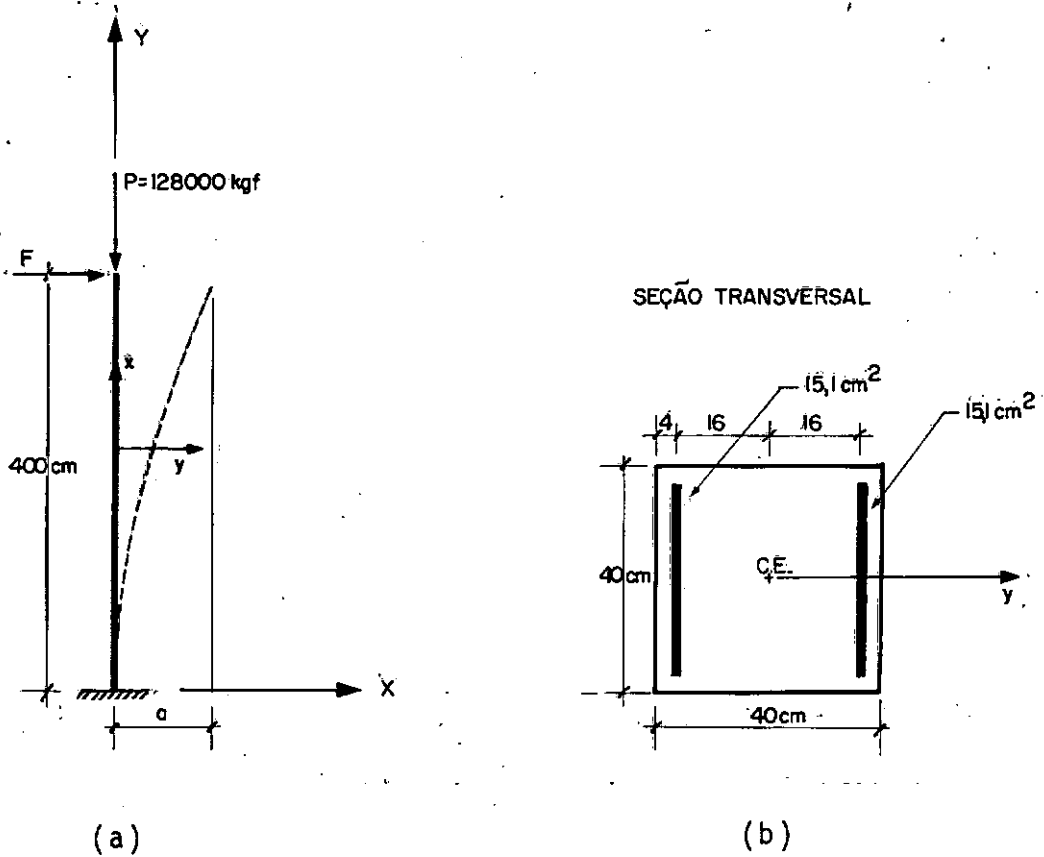 Y
P=128000 kgf
F
x
y
400 cm
X
a
(a)
SEÇÃO TRANSVERSAL
15,1 cm²
15,1 cm²
4 16 16
40 cm
C.E.
y
40 cm
(b)